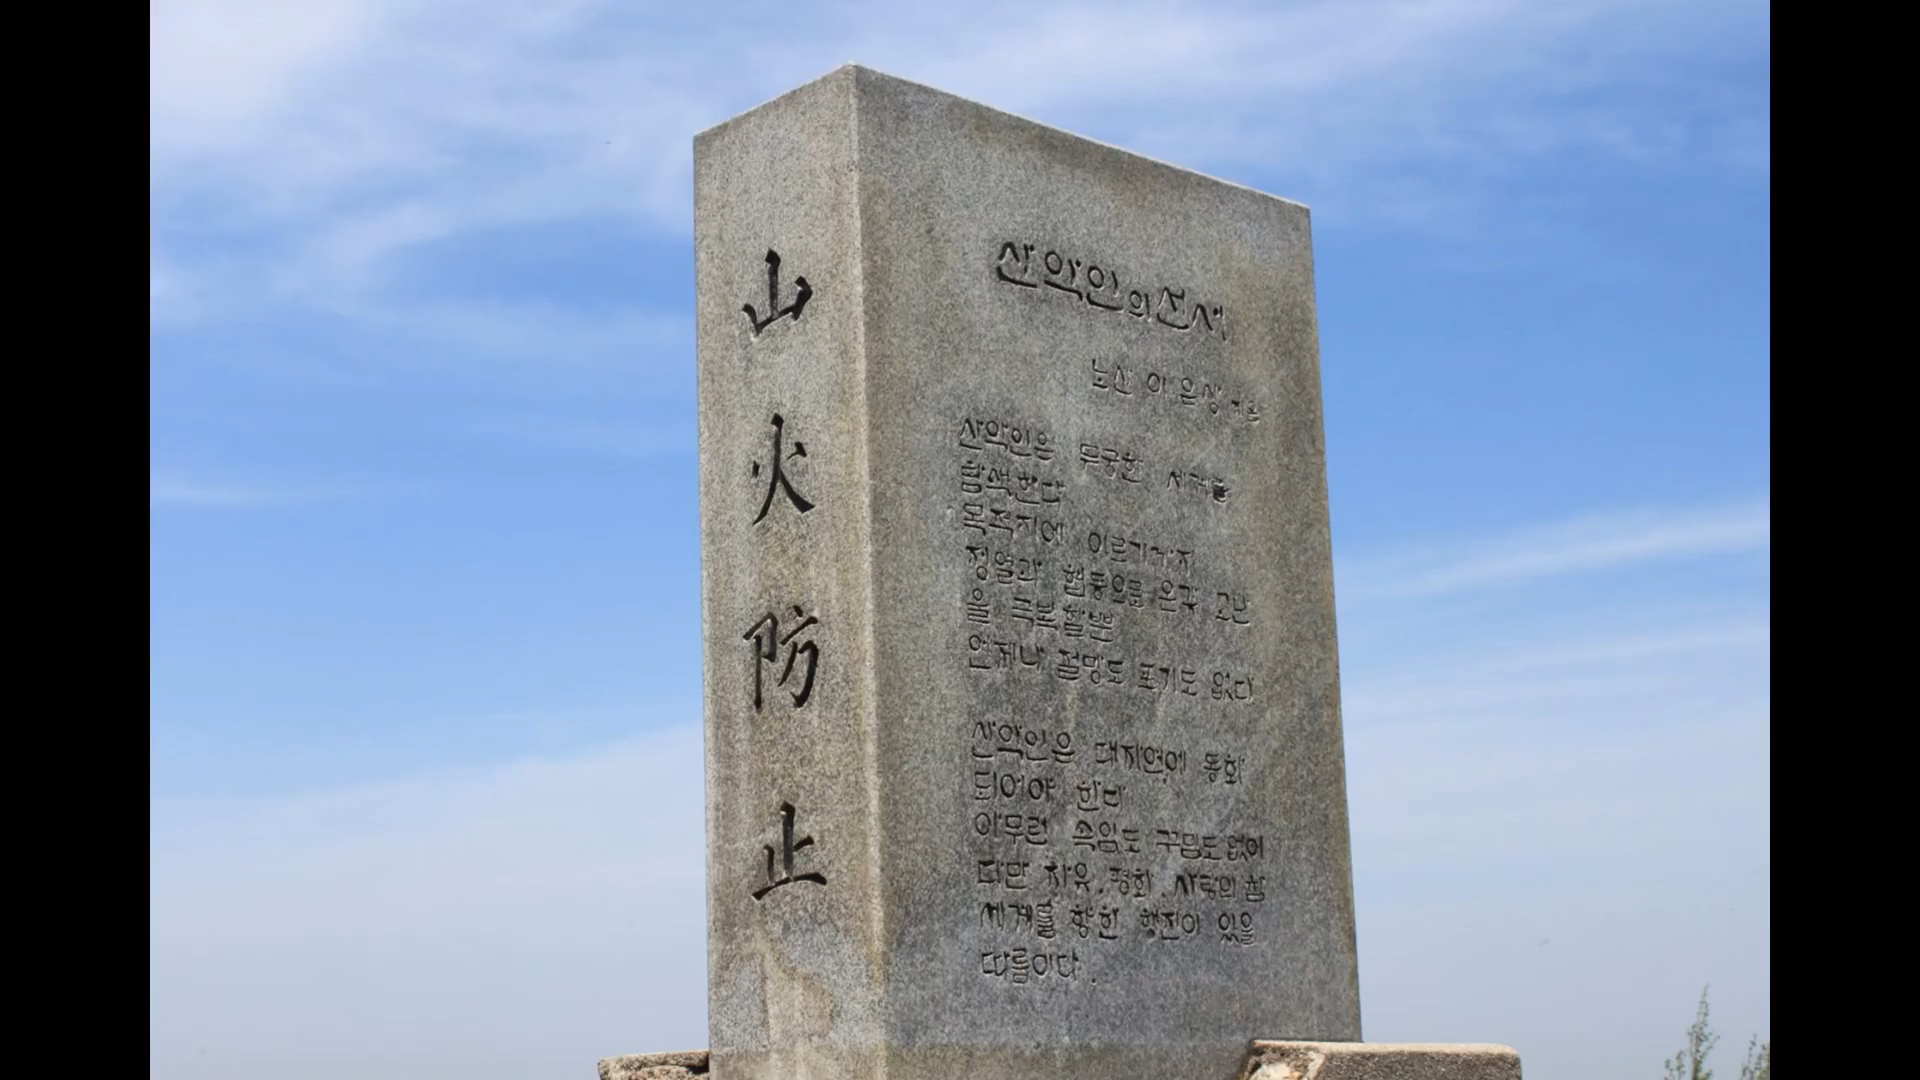 山火防止
산악인의 선서
노산 이은상 지음
산악인은 무궁한 세계를
탐색한다
목적지에 이르기까지
정열과 협동으로 온갖 고난
을 극복할뿐
언제나 절망도 포기도 없다
산악인은 대자연에 동화
되어야 한다
아무런 속임도 꾸밈도 없이
다만 자유, 평화, 사랑의 참
세계를 향한 행진이 있을
따름이다.